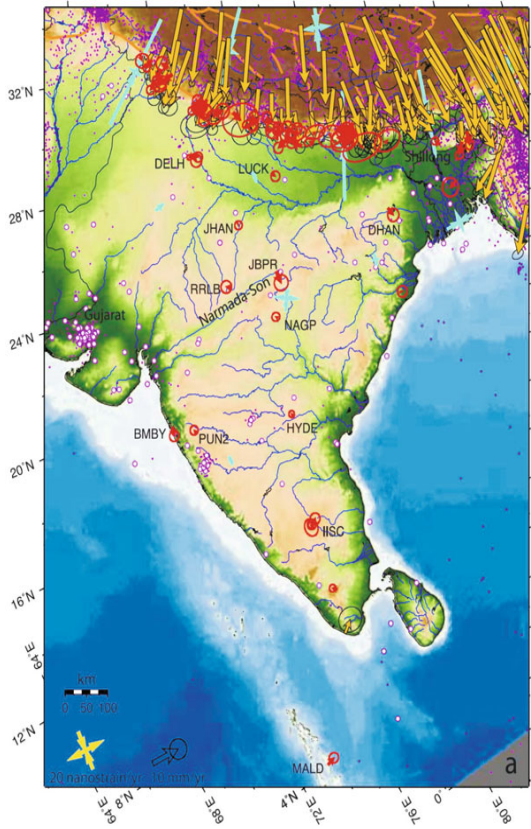 32°N
Shillong
DELH
LUCK
28°N
JHAN
DHAN
JBPR
RRLB
Narmada-Son
Gujarat
NAGP
24°N
HYDE
BMBY
PUN2
20°N
IISC
16°N
km
0 50 100
12°N
20 nanostrain/yr 10 mm/yr
MALD
a
64°E
68°E
72°E
76°E
80°E